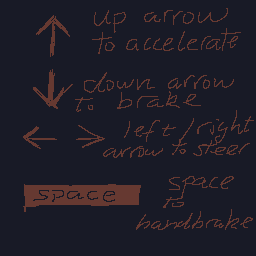 up arrow
to accelerate
down arrow
to brake
left / right
arrow to steer
space
space
to
handbrake